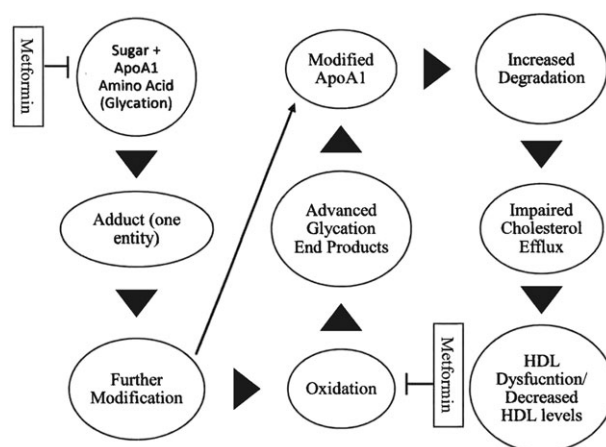 Metformin
Sugar +
ApoA1
Amino Acid
(Glycation)
Adduct (one
entity)
Further
Modification
Oxidation
Metformin
Advanced
Glycation
End Products
Modified
ApoA1
Increased
Degradation
Impaired
Cholesterol
Efflux
HDL
Dysfucntion/
Decreased
HDL levels